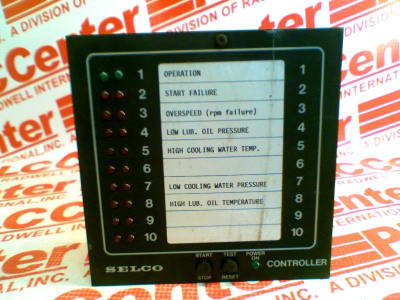 1 OPERATION 1
2 START FAILURE 2
3 OVERSPEED (rpm failure) 3
4 LOW LUB. OIL PRESSURE 4
5 HIGH COOLING WATER TEMP. 5
6 6
7 LOW COOLING WATER PRESSURE 7
8 HIGH LUB. OIL TEMPERATURE 8
9 9
10 10
START TEST POWER ON
SELCO CONTROLLER
STOP RESET